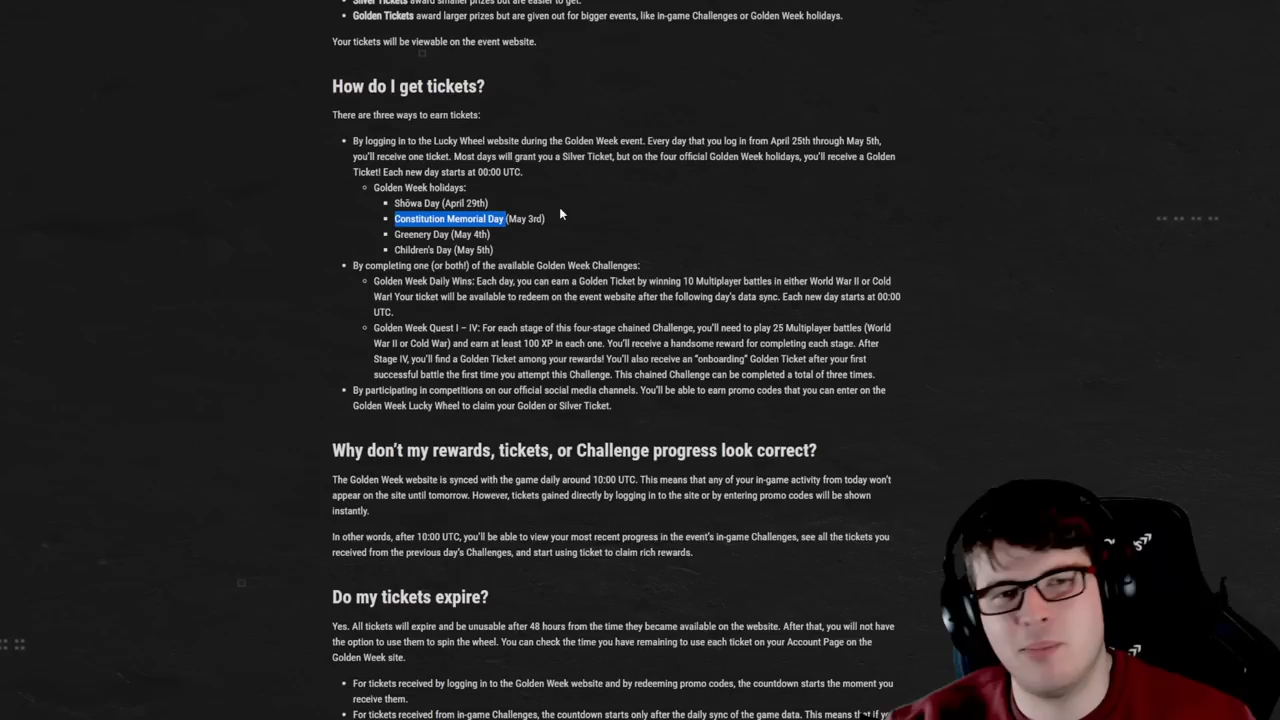 Silver Tickets award smaller prizes but are easier to get.
Golden Tickets award larger prizes but are given out for bigger events, like in-game Challenges or Golden Week holidays.
Your tickets will be viewable on the event website.
How do I get tickets?
There are three ways to earn tickets:
By logging in to the Lucky Wheel website during the Golden Week event. Every day that you log in from April 25th through May 5th,
you'll receive one ticket. Most days will grant you a Silver Ticket, but on the four official Golden Week holidays, you'll receive a Golden
Ticket! Each new day starts at 00:00 UTC.
Golden Week holidays:
Shōwa Day (April 29th)
Constitution Memorial Day (May 3rd)
Greenery Day (May 4th)
Children's Day (May 5th)
By completing one (or both!) of the available Golden Week Challenges:
Golden Week Daily Wins: Each day, you can earn a Golden Ticket by winning 10 Multiplayer battles in either World War II or Cold
War! Your ticket will be available to redeem on the event website after the following day's data sync. Each new day starts at 00:00
UTC.
Golden Week Quest I – IV: For each stage of this four-stage chained Challenge, you'll need to play 25 Multiplayer battles (World
War II or Cold War) and earn at least 100 XP in each one. You'll receive a handsome reward for completing each stage. After
Stage IV, you'll find a Golden Ticket among your rewards! You'll also receive an "onboarding" Golden Ticket after your first
successful battle the first time you attempt this Challenge. This chained Challenge can be completed a total of three times.
By participating in competitions on our official social media channels. You'll be able to earn promo codes that you can enter on the
Golden Week Lucky Wheel to claim your Golden or Silver Ticket.
Why don't my rewards, tickets, or Challenge progress look correct?
The Golden Week website is synced with the game daily around 10:00 UTC. This means that any of your in-game activity from today won't
appear on the site until tomorrow. However, tickets gained directly by logging in to the site or by entering promo codes will be shown
instantly.
In other words, after 10:00 UTC, you'll be able to view your most recent progress in the event's in-game Challenges, see all the tickets you
received from the previous day's Challenges, and start using ticket to claim rich rewards.
Do my tickets expire?
Yes. All tickets will expire and be unusable after 48 hours from the time they became available on the website. After that, you will not have
the option to use them to spin the wheel. You can check the time you have remaining to use each ticket on your Account Page on the
Golden Week site.
For tickets received by logging in to the Golden Week website and by redeeming promo codes, the countdown starts the moment you
receive them.
For tickets received from in-game Challenges, the countdown starts only after the daily sync of the game data. This means that if you